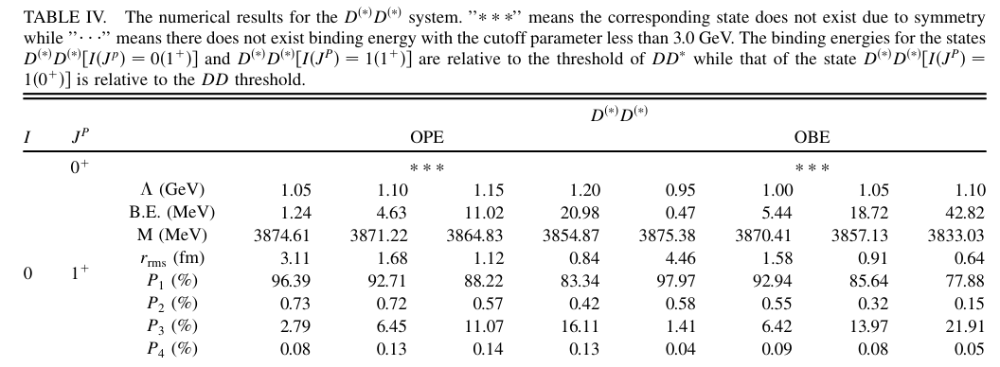 TABLE IV. The numerical results for the D(*)D(*) system. "∗ ∗ ∗" means the corresponding state does not exist due to symmetry
while "· · ·" means there does not exist binding energy with the cutoff parameter less than 3.0 GeV. The binding energies for the states
D(*)D(*)[I(Jᵖ) = 0(1⁺)] and D(*)D(*)[I(Jᴾ) = 1(1⁺)] are relative to the threshold of DD* while that of the state D(*)D(*)[I(Jᴾ) =
1(0⁺)] is relative to the DD threshold.
D(*)D(*)
I Jᴾ OPE OBE
0⁺ ∗ ∗ ∗ ∗ ∗ ∗
Λ (GeV) 1.05 1.10 1.15 1.20 0.95 1.00 1.05 1.10
B.E. (MeV) 1.24 4.63 11.02 20.98 0.47 5.44 18.72 42.82
M (MeV) 3874.61 3871.22 3864.83 3854.87 3875.38 3870.41 3857.13 3833.03
r_rms (fm) 3.11 1.68 1.12 0.84 4.46 1.58 0.91 0.64
0 1⁺ P₁ (%) 96.39 92.71 88.22 83.34 97.97 92.94 85.64 77.88
P₂ (%) 0.73 0.72 0.57 0.42 0.58 0.55 0.32 0.15
P₃ (%) 2.79 6.45 11.07 16.11 1.41 6.42 13.97 21.91
P₄ (%) 0.08 0.13 0.14 0.13 0.04 0.09 0.08 0.05